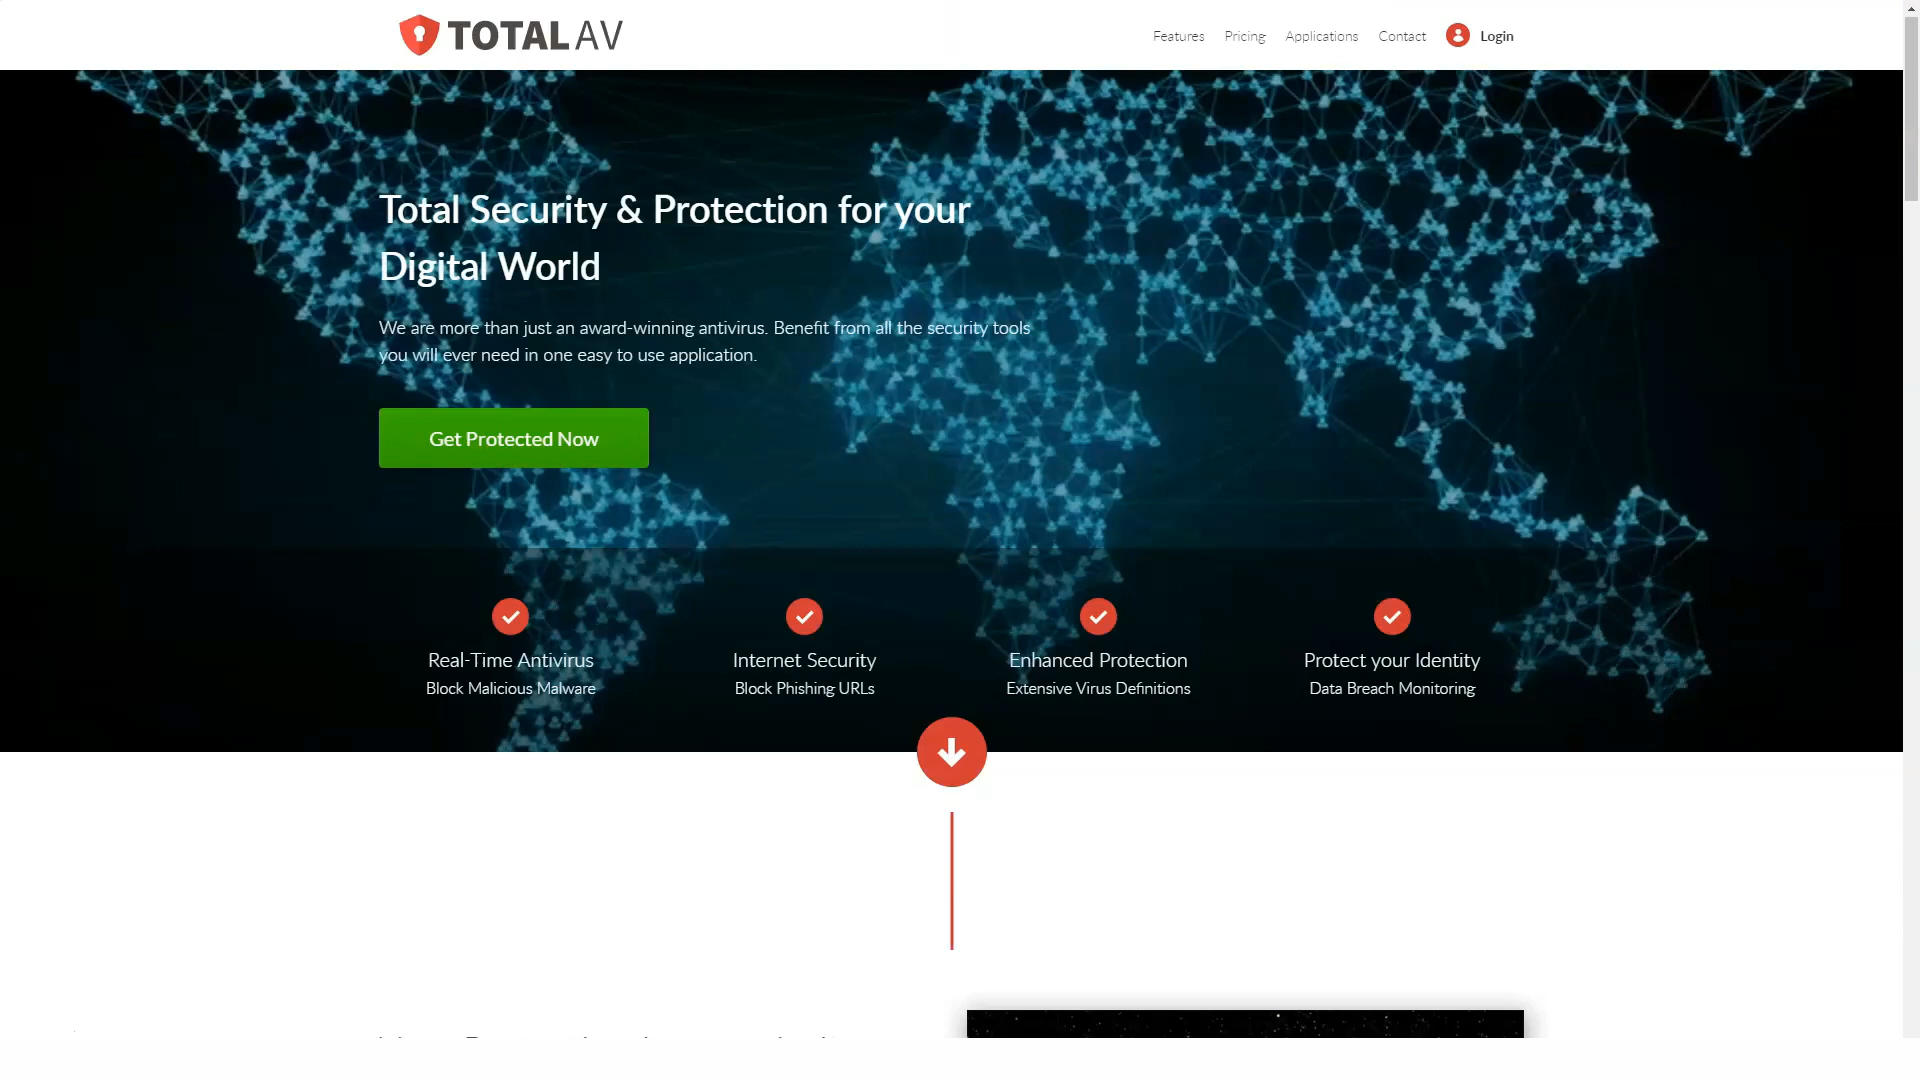 TOTAL AV
Features
Pricing
Applications
Contact
Login
Total Security & Protection for your
Digital World
We are more than just an award-winning antivirus. Benefit from all the security tools
you will ever need in one easy to use application.
Get Protected Now
Real-Time Antivirus
Block Malicious Malware
Internet Security
Block Phishing URLs
Enhanced Protection
Extensive Virus Definitions
Protect your Identity
Data Breach Monitoring